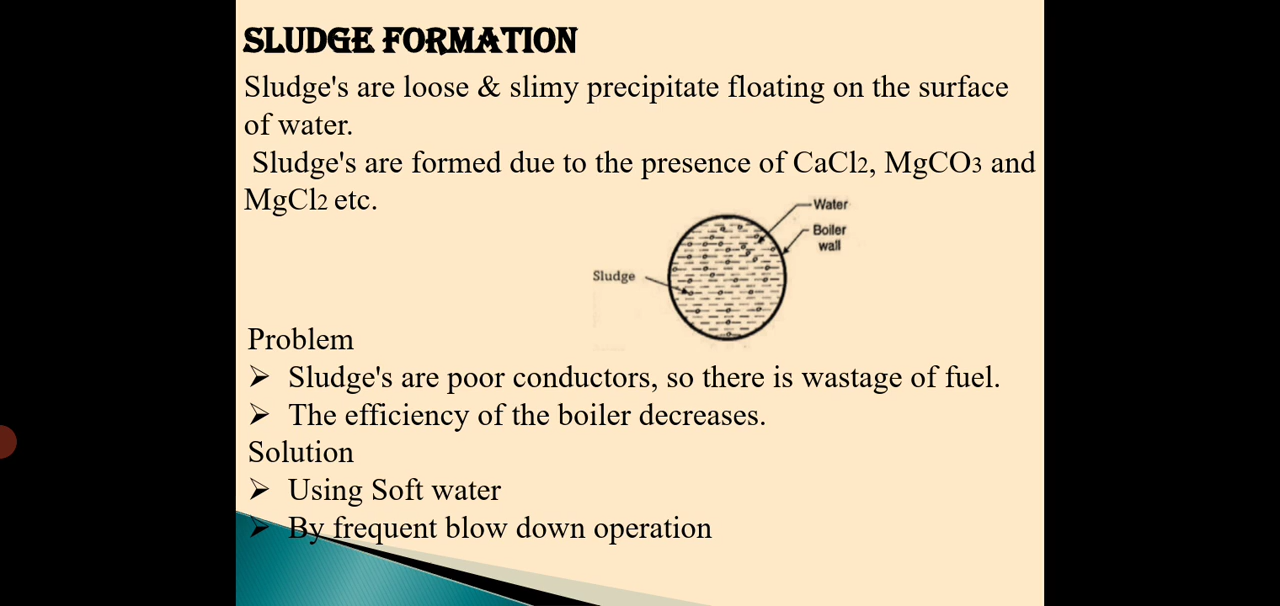 SLUDGE FORMATION
Sludge's are loose & slimy precipitate floating on the surface
of water.
Sludge's are formed due to the presence of CaCl2, MgCO3 and
MgCl2 etc.
Water
Boiler
wall
Sludge
Problem
➢ Sludge's are poor conductors, so there is wastage of fuel.
➢ The efficiency of the boiler decreases.
Solution
➢ Using Soft water
➢ By frequent blow down operation